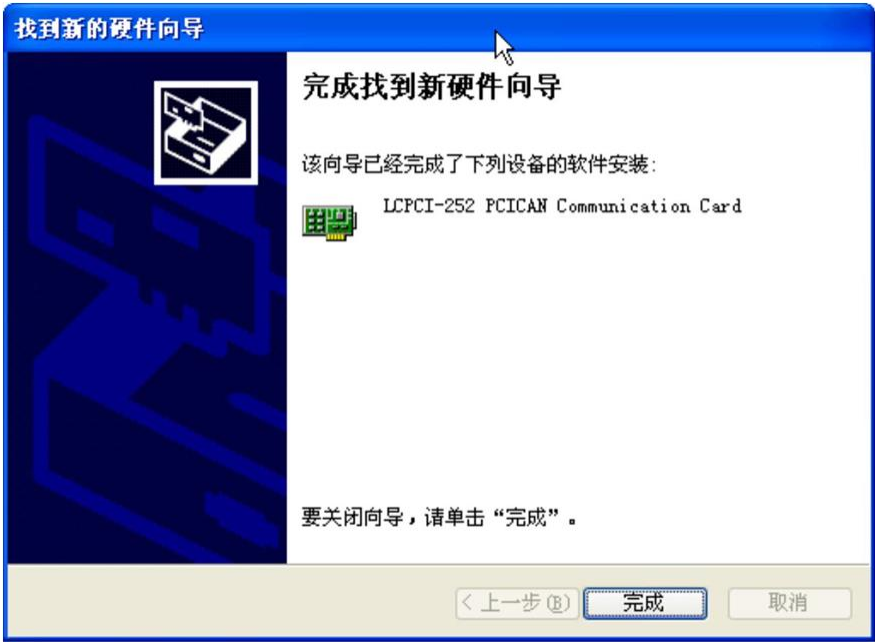 找到新的硬件向导
完成找到新硬件向导
该向导已经完成了下列设备的软件安装:
LCPCI-252 PCICAN Communication Card
要关闭向导，请单击“完成”。
< 上一步(B)
完成
取消